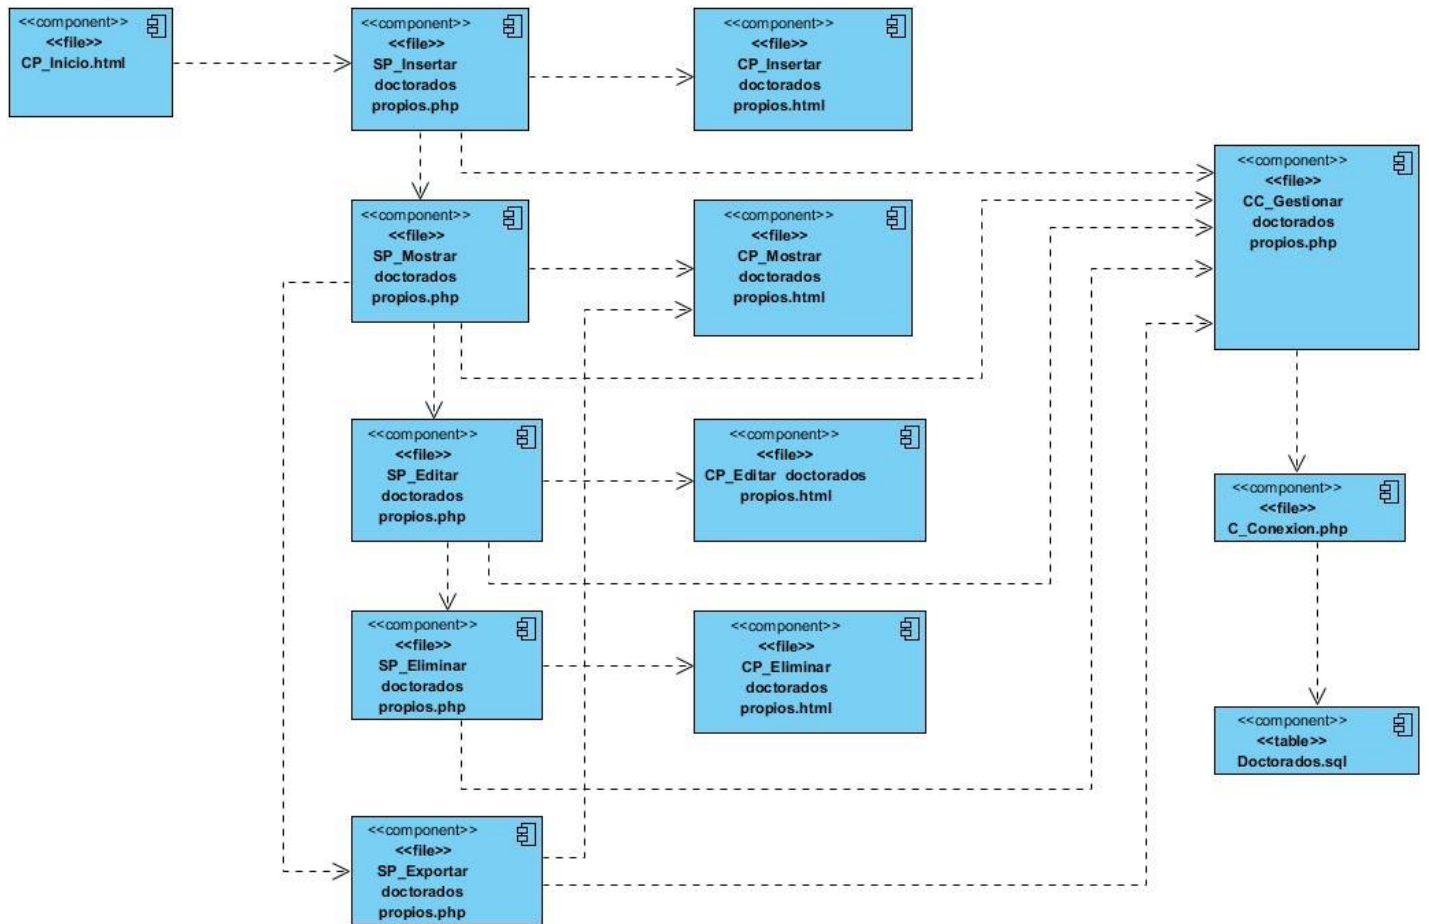 <<component>>
<<file>>
CP_Inicio.html
<<component>>
<<file>>
SP_Insertar
doctorados
propios.php
<<component>>
<<file>>
CP_Insertar
doctorados
propios.html
<<component>>
<<file>>
CC_Gestionar
doctorados
propios.php
<<component>>
<<file>>
SP_Mostrar
doctorados
propios.php
<<component>>
<<file>>
CP_Mostrar
doctorados
propios.html
<<component>>
<<file>>
SP_Editar
doctorados
propios.php
<<component>>
<<file>>
CP_Editar doctorados
propios.html
<<component>>
<<file>>
C_Conexion.php
<<component>>
<<file>>
SP_Eliminar
doctorados
propios.php
<<component>>
<<file>>
CP_Eliminar
doctorados
propios.html
<<component>>
<<table>>
Doctorados.sql
<<component>>
<<file>>
SP_Exportar
doctorados
propios.php